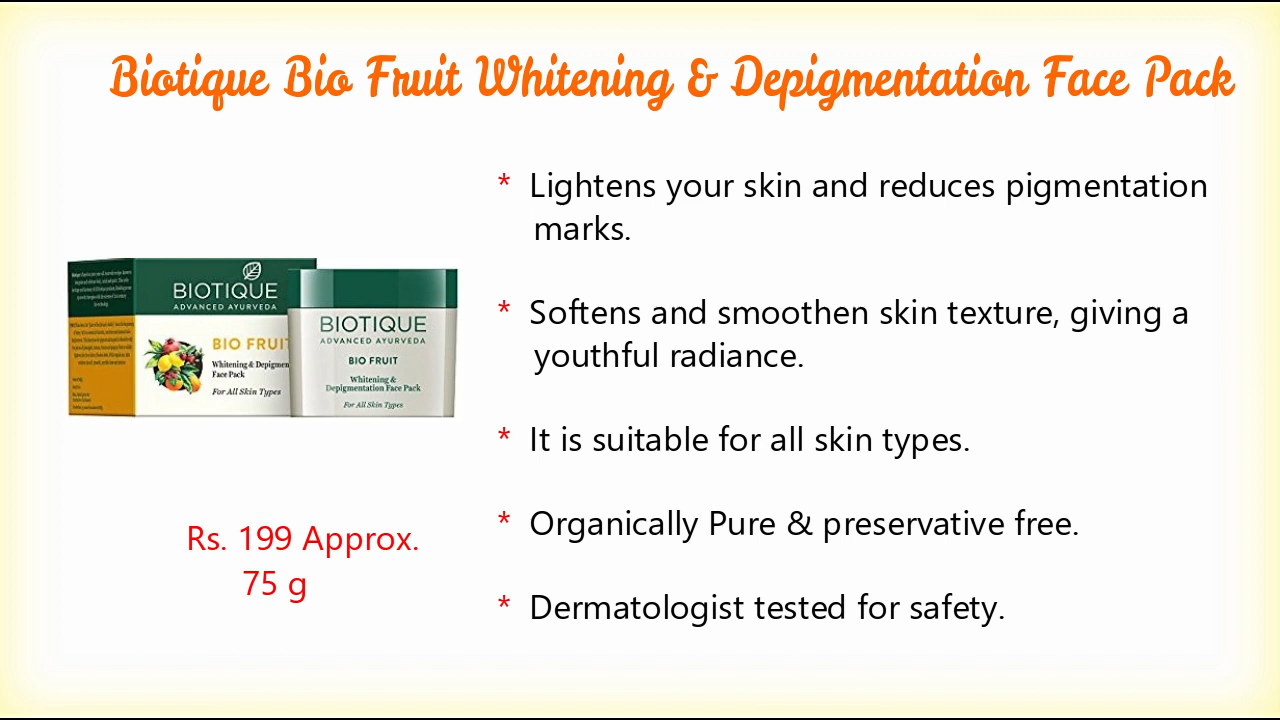 Biotique Bio Fruit Whitening & Depigmentation Face Pack
* Lightens your skin and reduces pigmentation
marks.
* Softens and smoothen skin texture, giving a
youthful radiance.
* It is suitable for all skin types.
* Organically Pure & preservative free.
* Dermatologist tested for safety.
BIOTIQUE
ADVANCED AYURVEDA
BIO FRUIT
Whitening & Depigmen
Face Pack
For All Skin Types
BIOTIQUE
ADVANCED AYURVEDA
BIO FRUIT
Whitening &
Depigmentation Face Pack
For All Skin Types
Rs. 199 Approx.
75 g